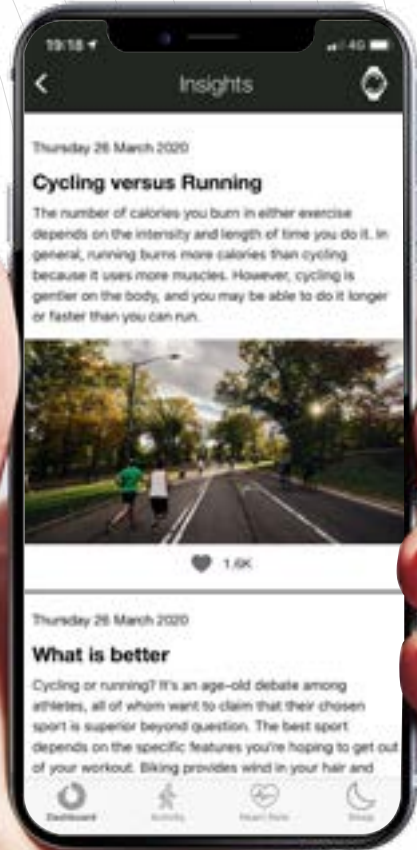 19:18
4G
Insights
Thursday 26 March 2020
Cycling versus Running
The number of calories you burn in either exercise
depends on the intensity and length of time you do it. In
general, running burns more calories than cycling
because it uses more muscles. However, cycling is
gentler on the body, and you may be able to do it longer
or faster than you can run.
1.6K
Thursday 26 March 2020
What is better
Cycling or running? It's an age-old debate among
athletes, all of whom want to claim that their chosen
sport is superior beyond question. The best sport
depends on the specific features you're hoping to get out
of your workout. Biking provides wind in your hair and
Dashboard
Activity
Heart Rate
Sleep